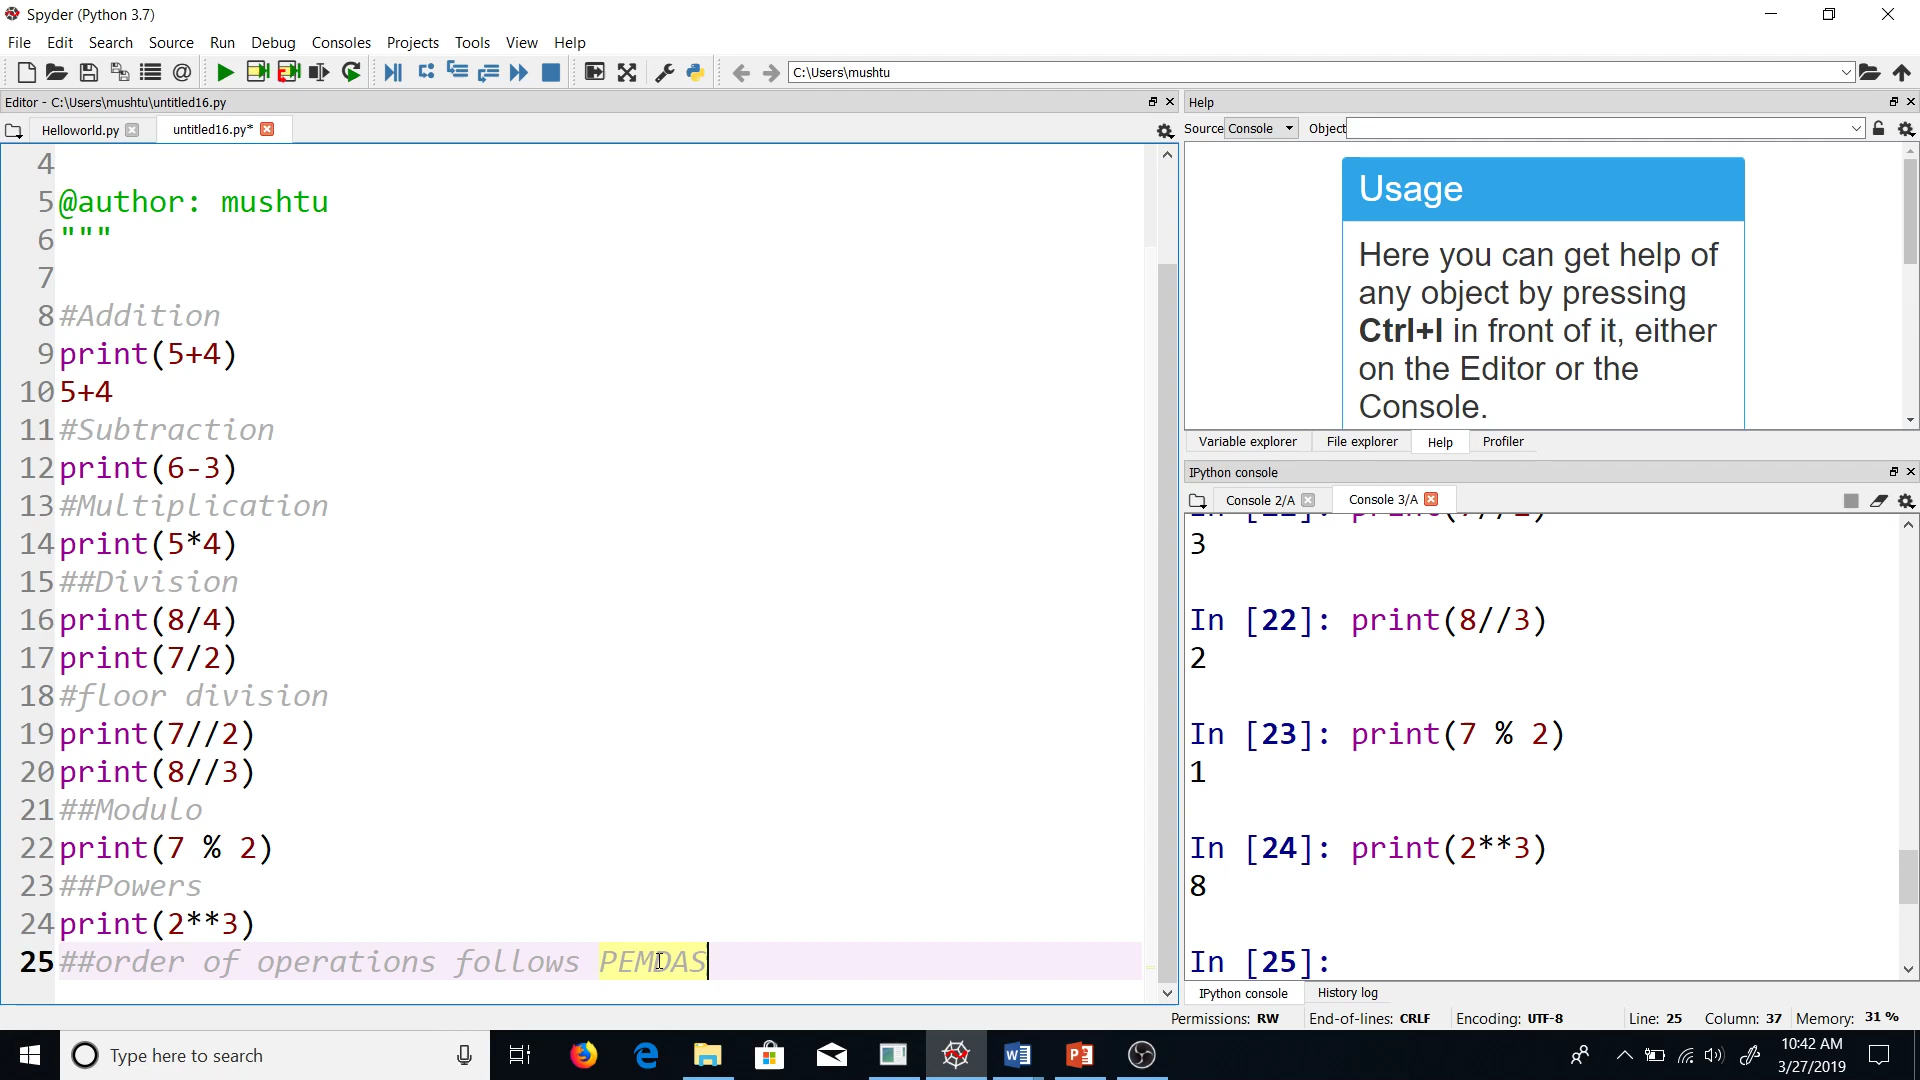 Spyder (Python 3.7)
File Edit Search Source Run Debug Consoles Projects Tools View Help
C:\Users\mushtu
Editor - C:\Users\mushtu\untitled16.py
Helloworld.py
untitled16.py*
4
5 @author: mushtu
6 """
7
8 #Addition
9 print(5+4)
10 5+4
11 #Subtraction
12 print(6-3)
13 #Multiplication
14 print(5*4)
15 ##Division
16 print(8/4)
17 print(7/2)
18 #floor division
19 print(7//2)
20 print(8//3)
21 ##Modulo
22 print(7 % 2)
23 ##Powers
24 print(2**3)
25 ##order of operations follows PEMDAS
Help
Source Console Object
Usage
Here you can get help of
any object by pressing
Ctrl+I in front of it, either
on the Editor or the
Console.
Variable explorer File explorer Help Profiler
IPython console
Console 2/A Console 3/A
3
In [22]: print(8//3)
2
In [23]: print(7 % 2)
1
In [24]: print(2**3)
8
In [25]:
IPython console History log
Permissions: RW End-of-lines: CRLF Encoding: UTF-8 Line: 25 Column: 37 Memory: 31 %
Type here to search
10:42 AM
3/27/2019